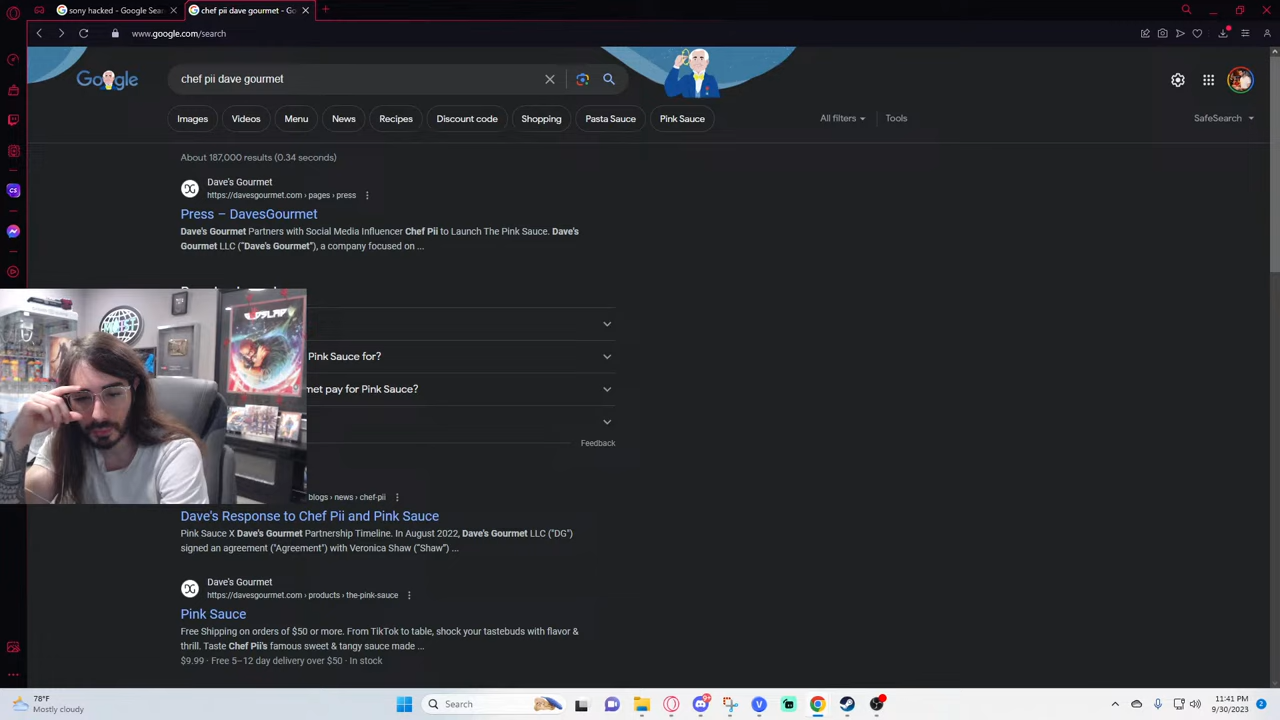 sony hacked - Google Sear
chef pii dave gourmet - Go
www.google.com/search
Google
chef pii dave gourmet
Images
Videos
Menu
News
Recipes
Discount code
Shopping
Pasta Sauce
Pink Sauce
All filters
Tools
SafeSearch
About 187,000 results (0.34 seconds)
Dave's Gourmet
https://davesgourmet.com › pages › press
Press – DavesGourmet
Dave's Gourmet Partners with Social Media Influencer Chef Pii to Launch The Pink Sauce. Dave's
Gourmet LLC ("Dave's Gourmet"), a company focused on ...
Pink Sauce for?
met pay for Pink Sauce?
Feedback
blogs › news › chef-pii
Dave's Response to Chef Pii and Pink Sauce
Pink Sauce X Dave's Gourmet Partnership Timeline. In August 2022, Dave's Gourmet LLC ("DG")
signed an agreement ("Agreement") with Veronica Shaw ("Shaw") ...
Dave's Gourmet
https://davesgourmet.com › products › the-pink-sauce
Pink Sauce
Free Shipping on orders of $50 or more. From TikTok to table, shock your tastebuds with flavor &
thrill. Taste Chef Pii's famous sweet & tangy sauce made ...
$9.99 · Free 5–12 day delivery over $50 · In stock
78°F
Mostly cloudy
Search
11:41 PM
9/30/2023